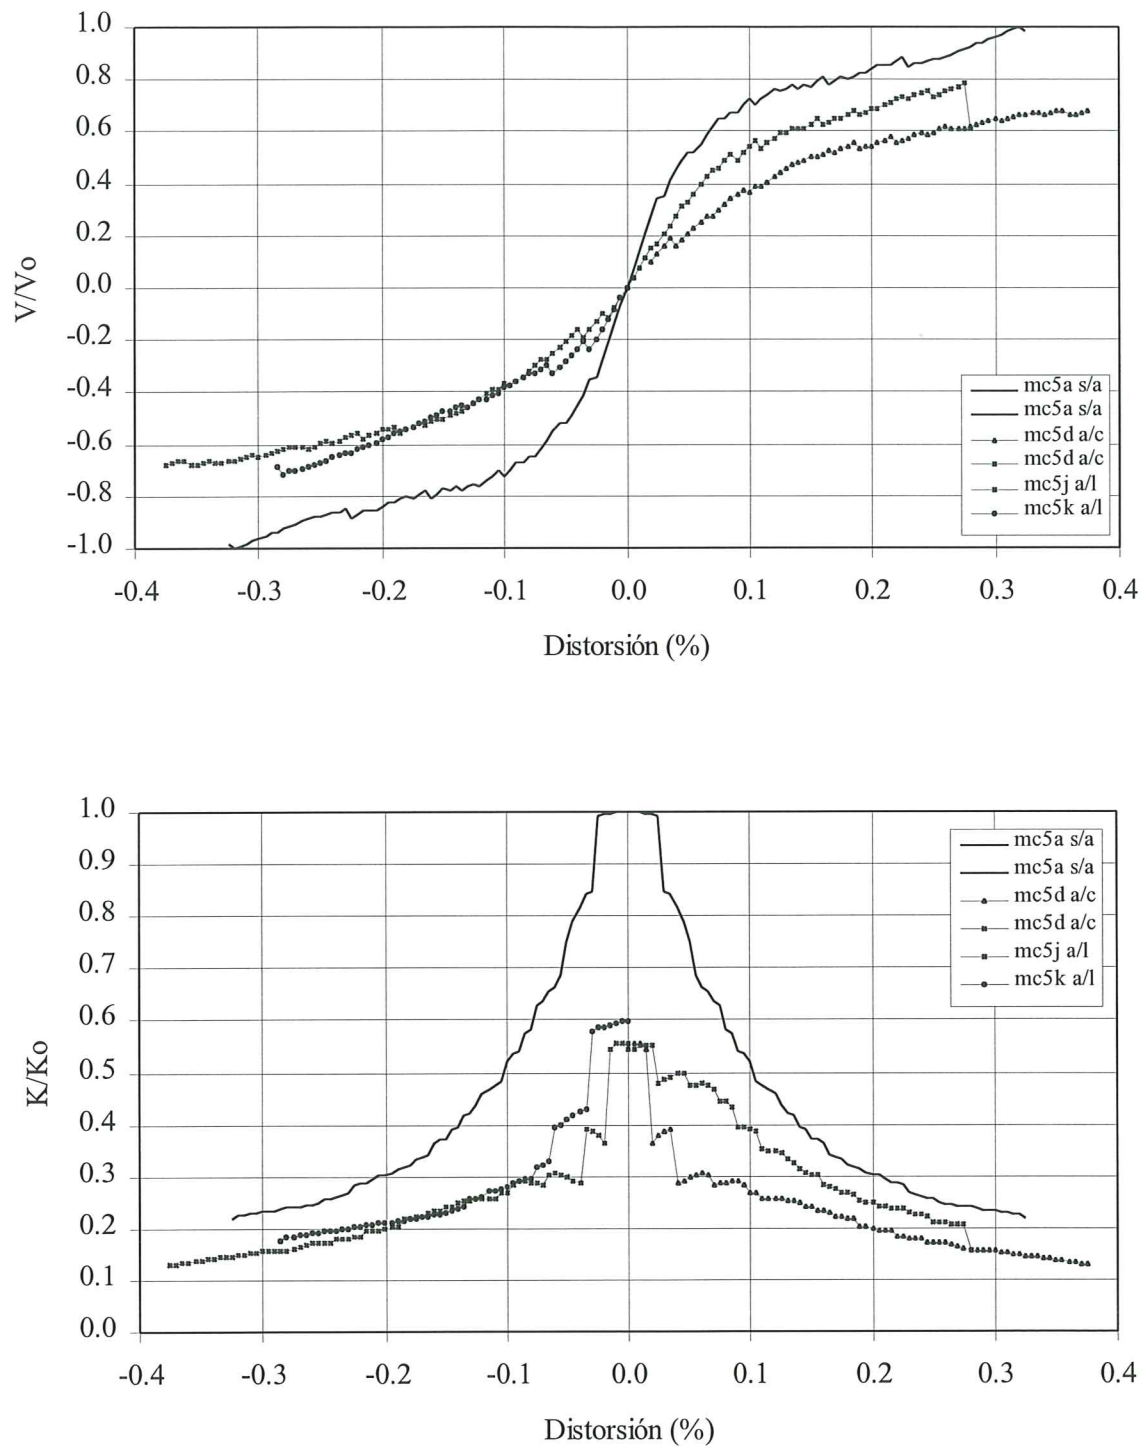 1.0
0.8
0.6
0.4
0.2
0.0
-0.2
-0.4
-0.6
-0.8
-1.0
V/Vo
mc5a s/a
mc5a s/a
mc5d a/c
mc5d a/c
mc5j a/l
mc5k a/l
-0.4 -0.3 -0.2 -0.1 0.0 0.1 0.2 0.3 0.4
Distorsión (%)
1.0
0.9
0.8
0.7
0.6
0.5
0.4
0.3
0.2
0.1
0.0
K/Ko
mc5a s/a
mc5a s/a
mc5d a/c
mc5d a/c
mc5j a/l
mc5k a/l
-0.4 -0.3 -0.2 -0.1 0.0 0.1 0.2 0.3 0.4
Distorsión (%)